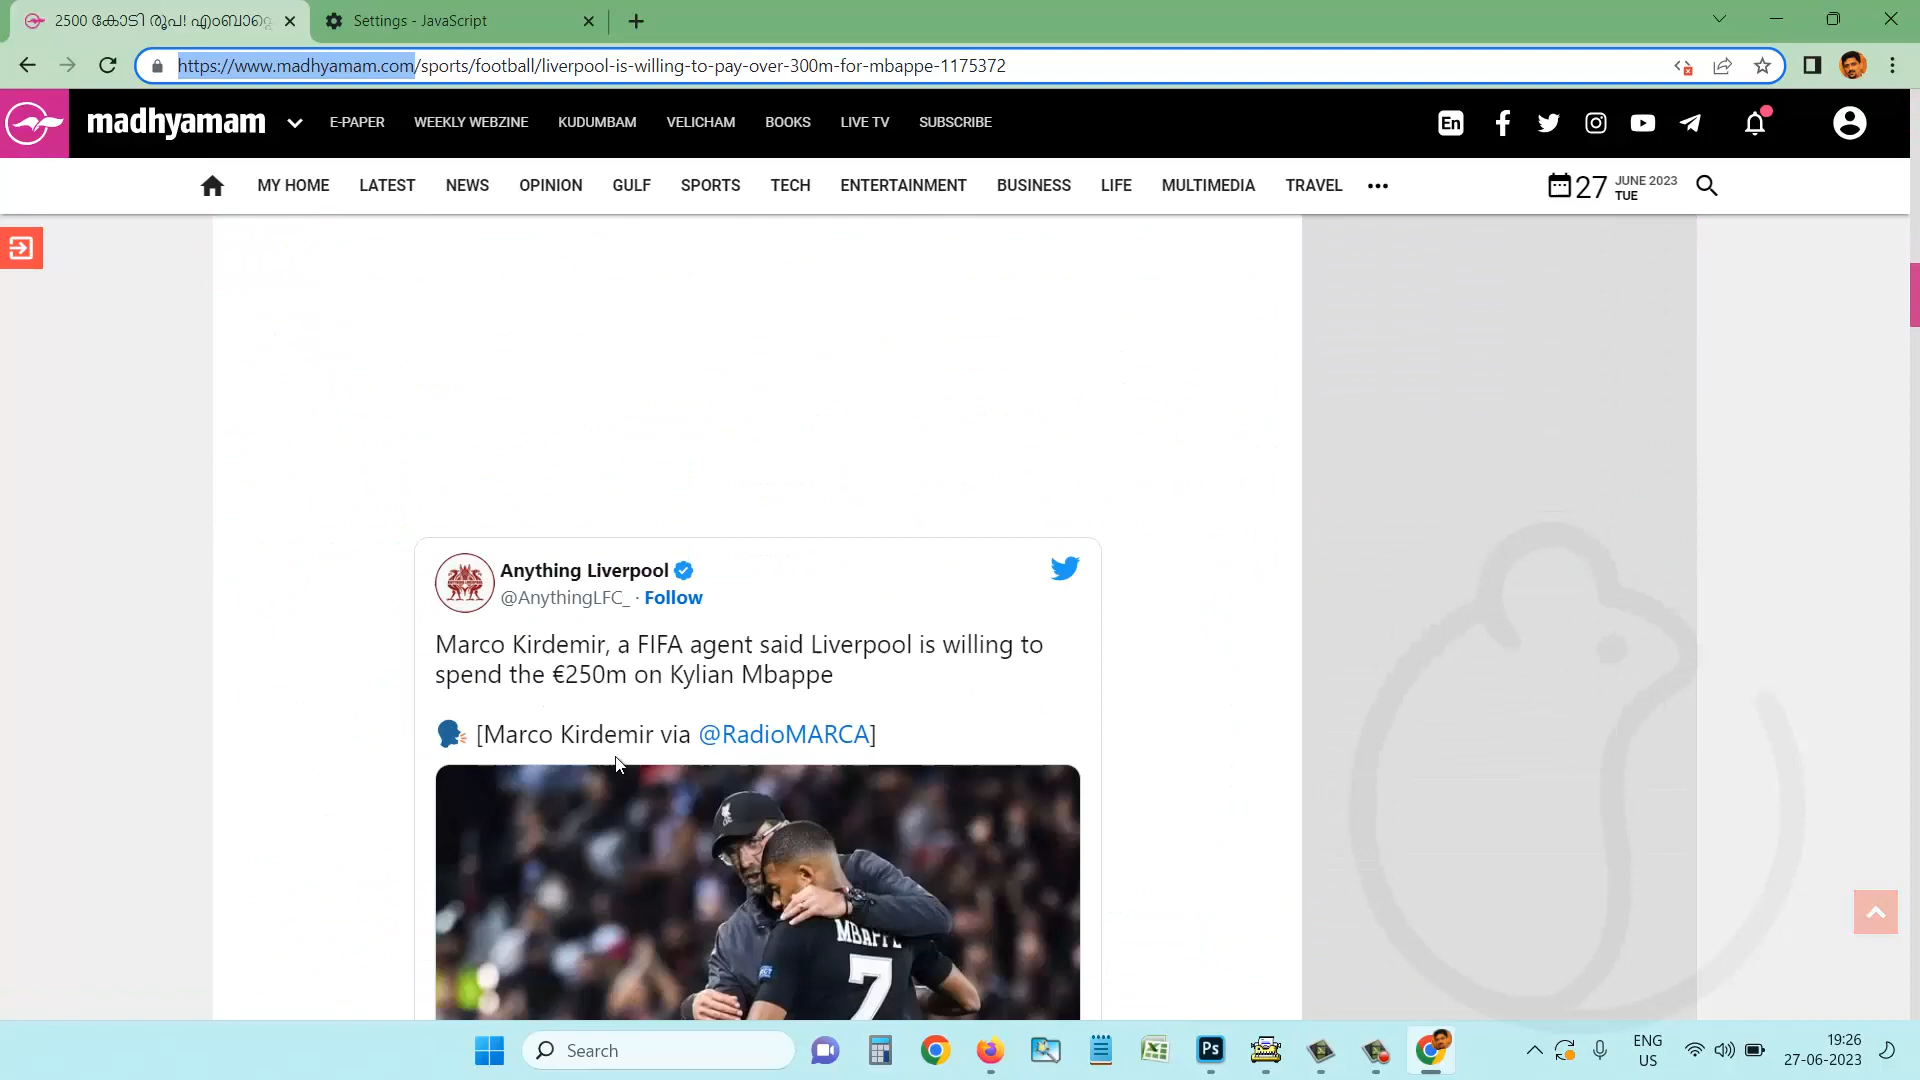 2500 കോടി രൂപ! എംബാപ്പെ
Settings - JavaScript
https://www.madhyamam.com/sports/football/liverpool-is-willing-to-pay-over-300m-for-mbappe-1175372
madhyamam
E-PAPER WEEKLY WEBZINE KUDUMBAM VELICHAM BOOKS LIVE TV SUBSCRIBE
En
MY HOME LATEST NEWS OPINION GULF SPORTS TECH ENTERTAINMENT BUSINESS LIFE MULTIMEDIA TRAVEL
27 JUNE 2023
TUE
Anything Liverpool
@AnythingLFC_ · Follow
Marco Kirdemir, a FIFA agent said Liverpool is willing to
spend the €250m on Kylian Mbappe
[Marco Kirdemir via @RadioMARCA]
MBAPPE
7
Search
Ps
ENG
US
19:26
27-06-2023